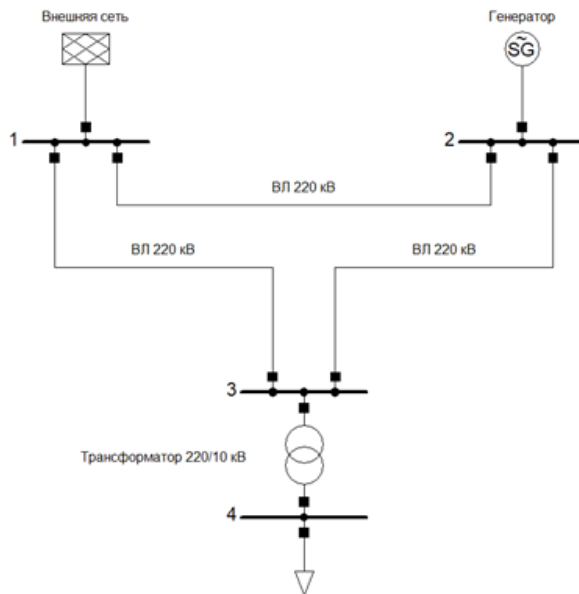 Внешняя сеть
Генератор
SG
1
2
ВЛ 220 кВ
ВЛ 220 кВ
ВЛ 220 кВ
3
Трансформатор 220/10 кВ
4